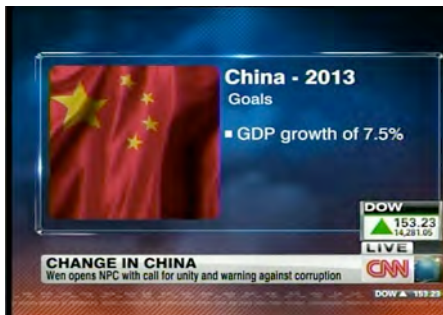 China - 2013
Goals
▪ GDP growth of 7.5%
DOW
▲ 153.23
14,281.05
LIVE
CHANGE IN CHINA
Wen opens NPC with call for unity and warning against corruption
CNN
DOW ▲ 153.23